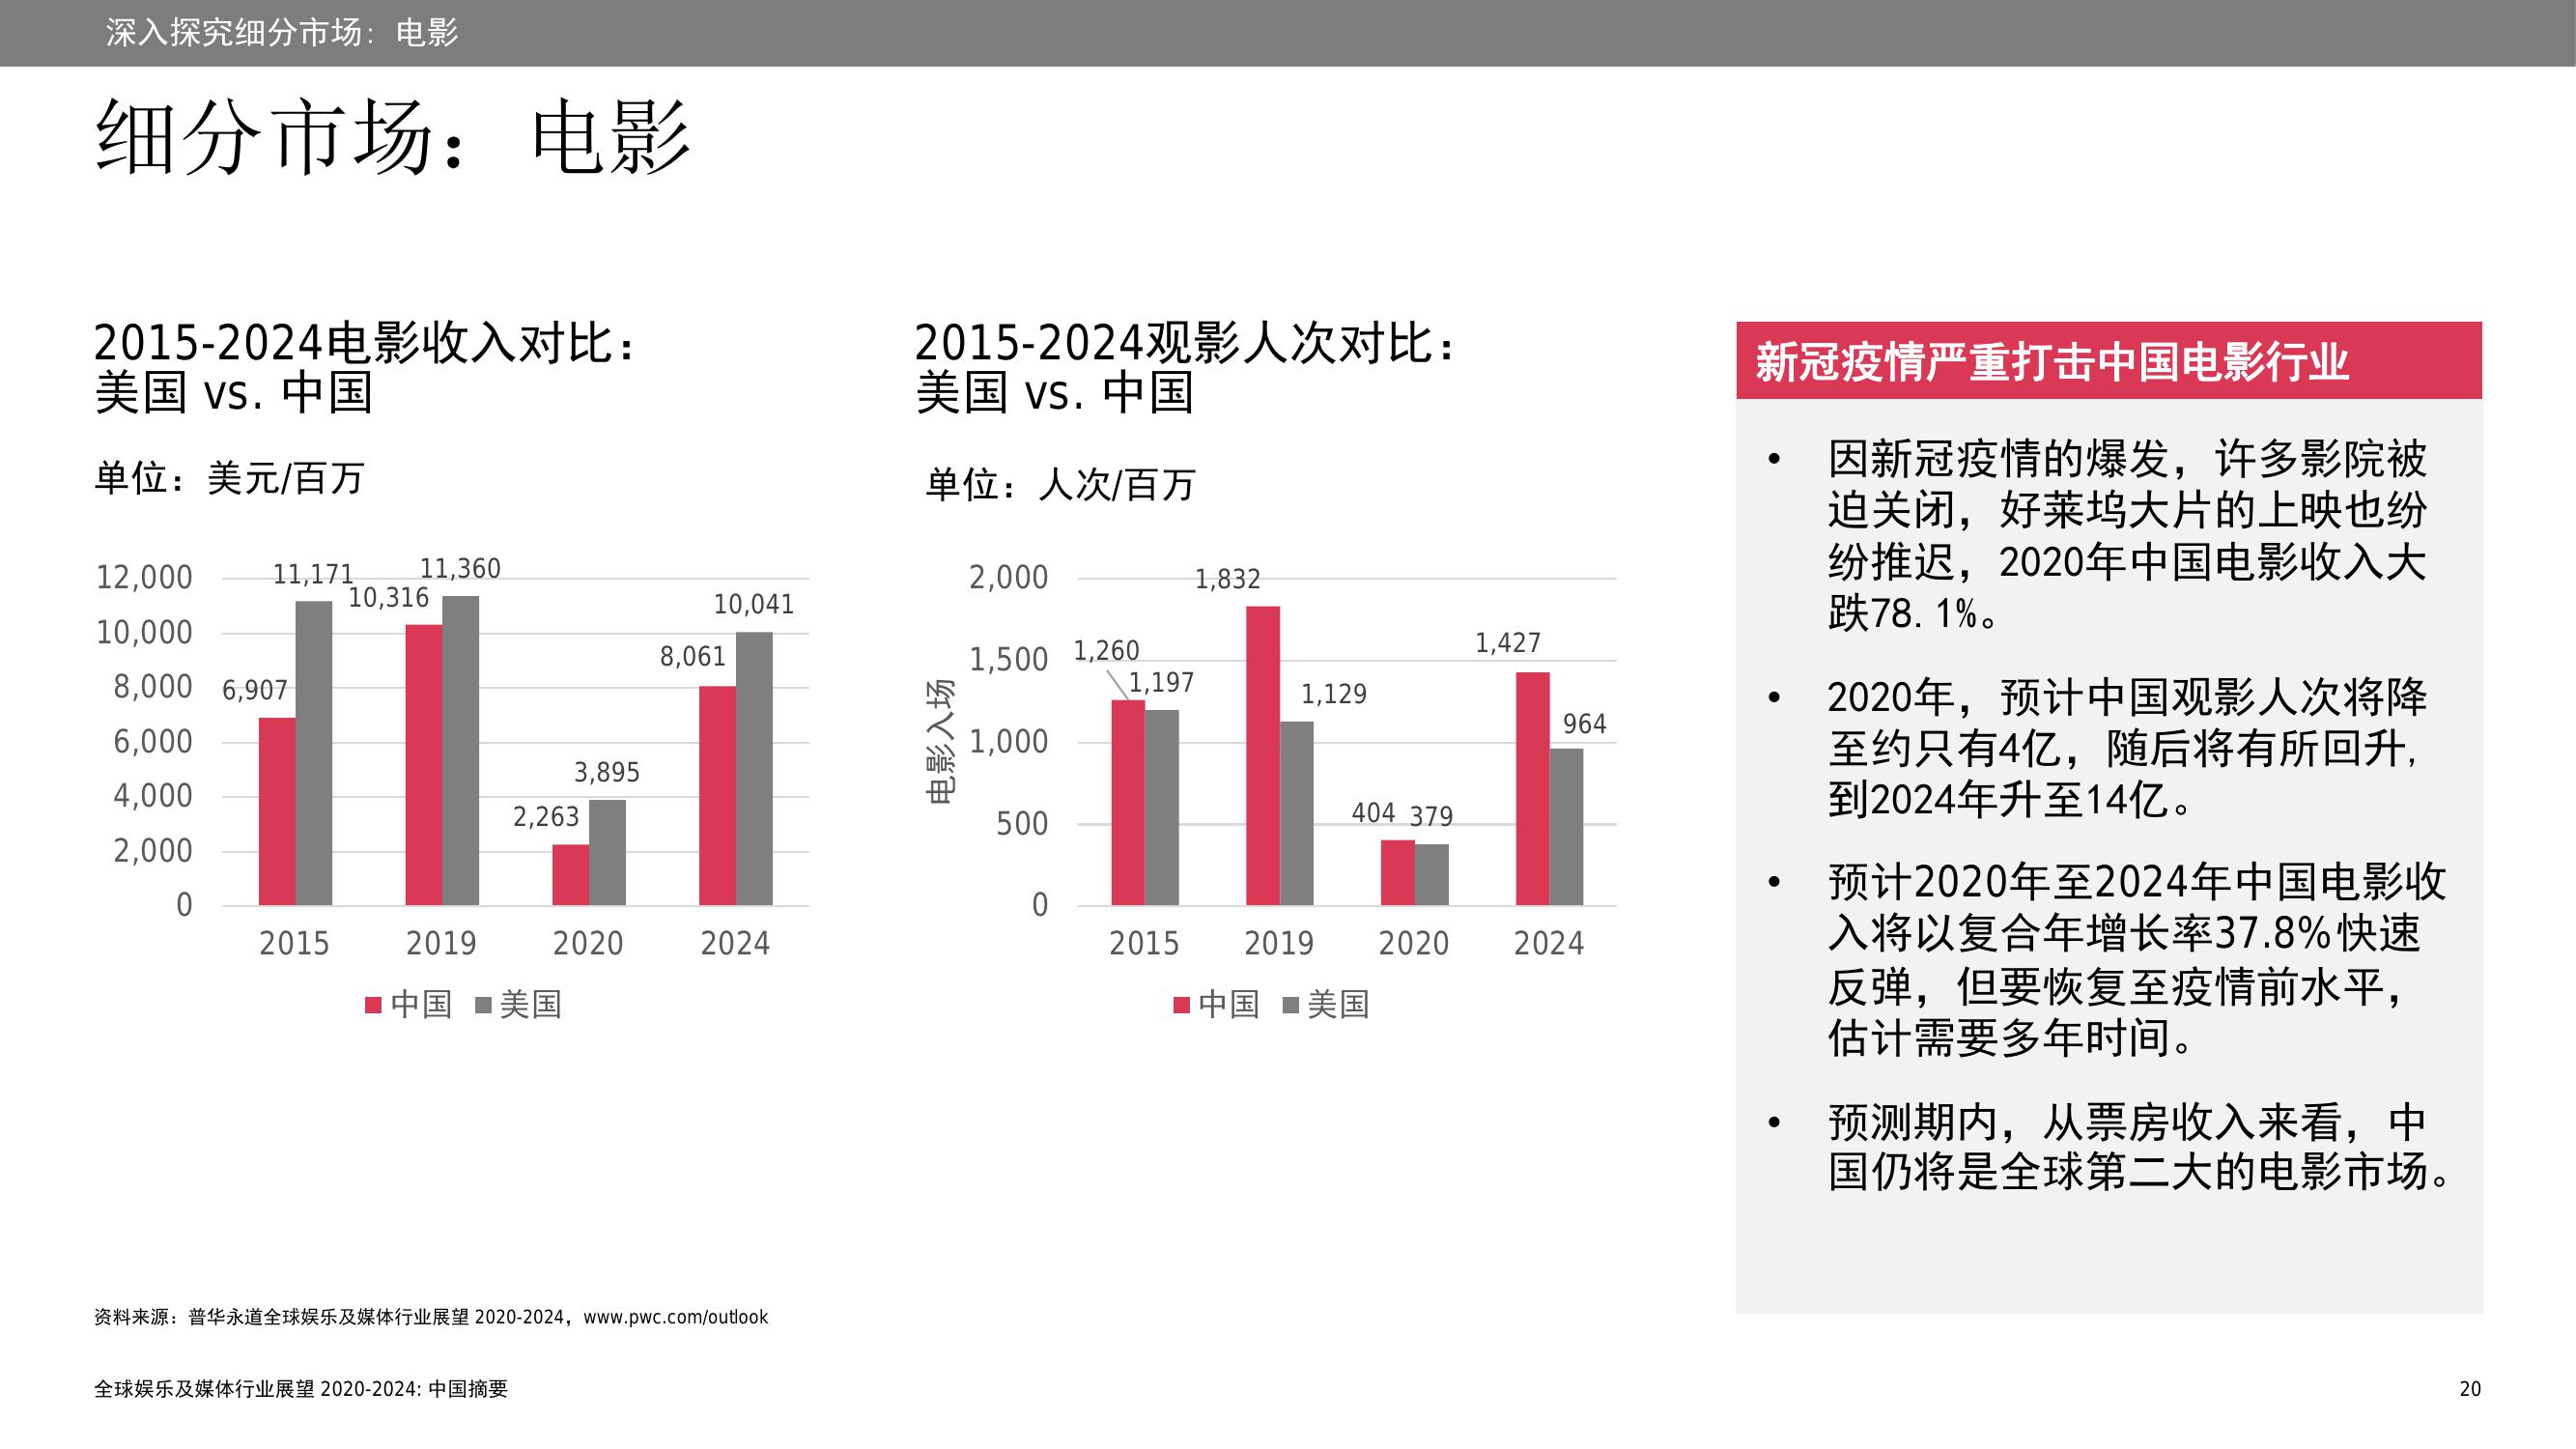 深入探究细分市场：电影
细分市场：电影
2015-2024电影收入对比：
美国 vs. 中国
单位：美元/百万
12,000
10,000
8,000
6,000
4,000
2,000
0
6,907
11,171
10,316
11,360
2,263
3,895
8,061
10,041
2015
2019
2020
2024
中国
美国
2015-2024观影人次对比：
美国 vs. 中国
单位：人次/百万
电影入场
2,000
1,500
1,000
500
0
1,260
1,197
1,832
1,129
404
379
1,427
964
2015
2019
2020
2024
中国
美国
新冠疫情严重打击中国电影行业
• 因新冠疫情的爆发，许多影院被
迫关闭，好莱坞大片的上映也纷
纷推迟，2020年中国电影收入大
跌78.1%。
• 2020年，预计中国观影人次将降
至约只有4亿，随后将有所回升，
到2024年升至14亿。
• 预计2020年至2024年中国电影收
入将以复合年增长率37.8%快速
反弹，但要恢复至疫情前水平，
估计需要多年时间。
• 预测期内，从票房收入来看，中
国仍将是全球第二大的电影市场。
资料来源：普华永道全球娱乐及媒体行业展望 2020-2024，www.pwc.com/outlook
全球娱乐及媒体行业展望 2020-2024: 中国摘要
20